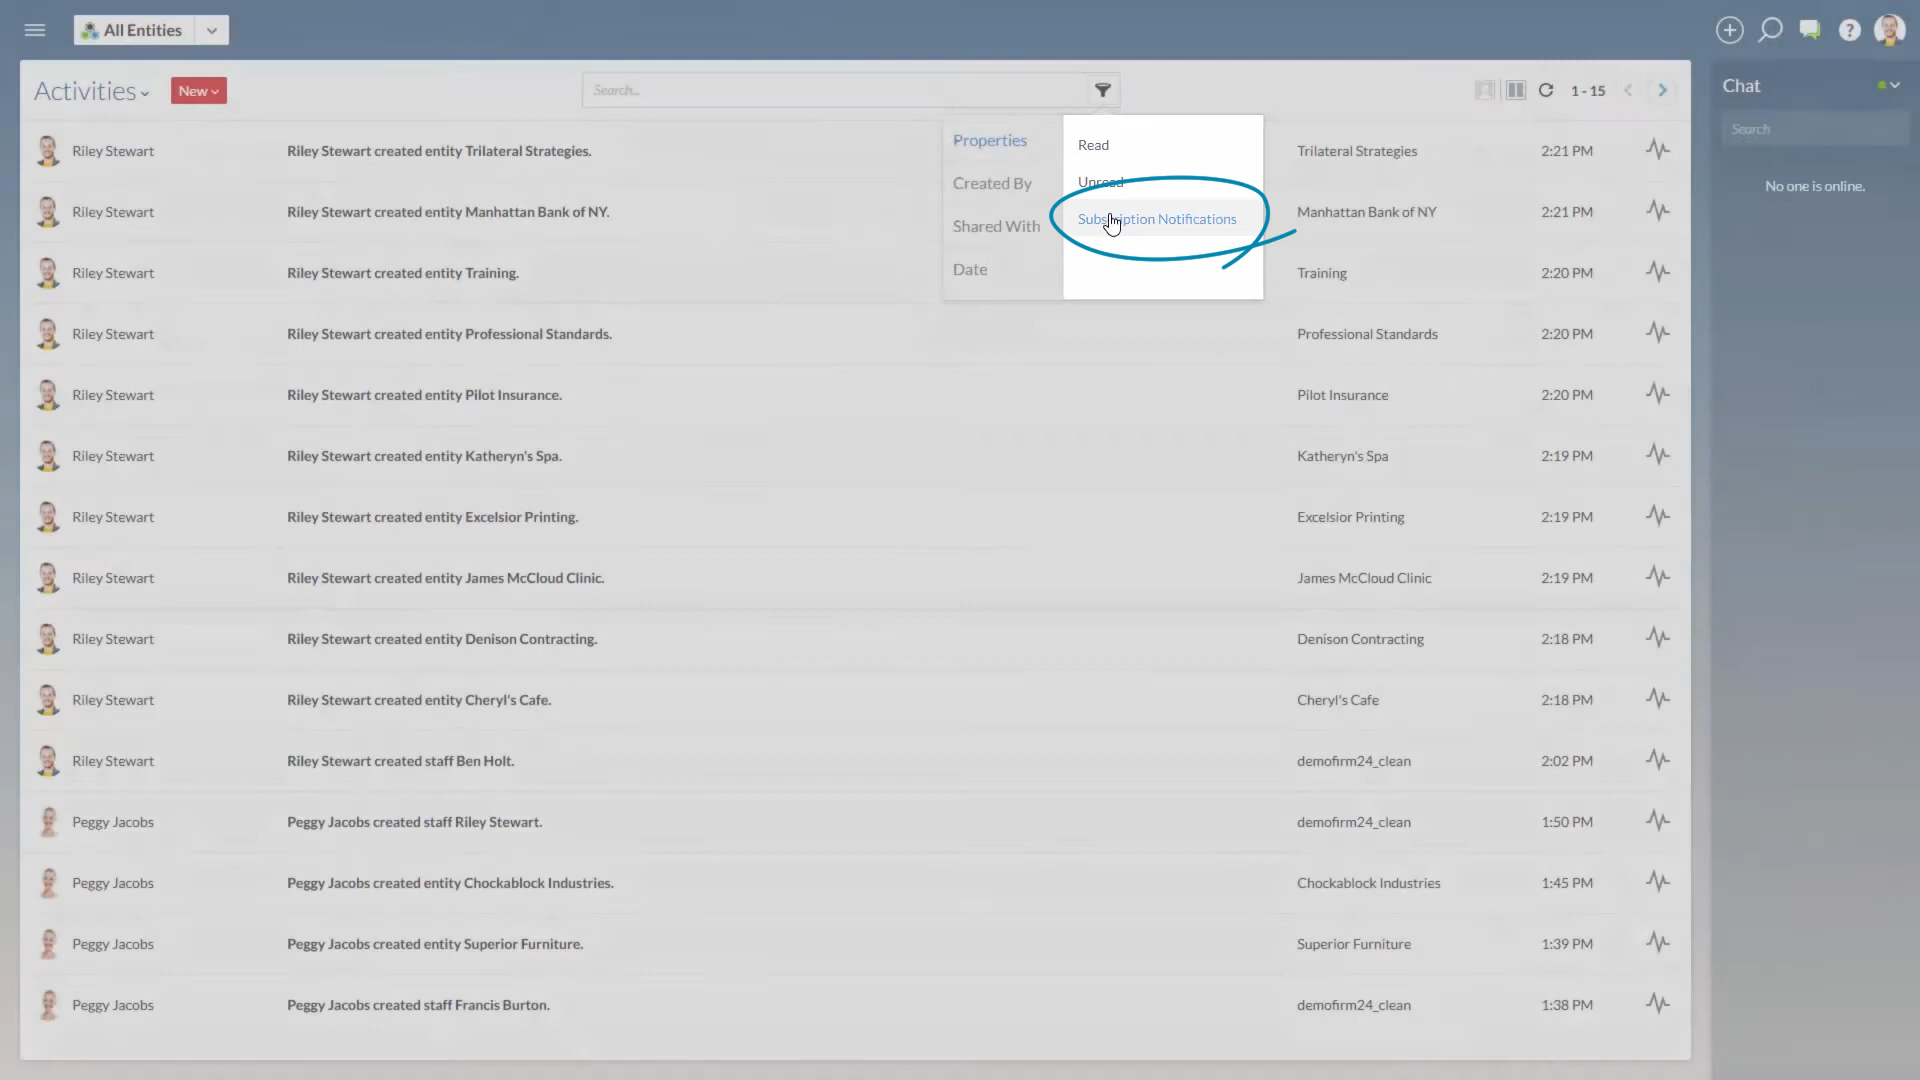 All Entities
Activities
New
Search...
1 - 15
Chat
Search
No one is online.
Properties
Created By
Shared With
Date
Read
Unread
Subscription Notifications
Riley Stewart Riley Stewart created entity Trilateral Strategies. Trilateral Strategies 2:21 PM
Riley Stewart Riley Stewart created entity Manhattan Bank of NY. Manhattan Bank of NY 2:21 PM
Riley Stewart Riley Stewart created entity Training. Training 2:20 PM
Riley Stewart Riley Stewart created entity Professional Standards. Professional Standards 2:20 PM
Riley Stewart Riley Stewart created entity Pilot Insurance. Pilot Insurance 2:20 PM
Riley Stewart Riley Stewart created entity Katheryn's Spa. Katheryn's Spa 2:19 PM
Riley Stewart Riley Stewart created entity Excelsior Printing. Excelsior Printing 2:19 PM
Riley Stewart Riley Stewart created entity James McCloud Clinic. James McCloud Clinic 2:19 PM
Riley Stewart Riley Stewart created entity Denison Contracting. Denison Contracting 2:18 PM
Riley Stewart Riley Stewart created entity Cheryl's Cafe. Cheryl's Cafe 2:18 PM
Riley Stewart Riley Stewart created staff Ben Holt. demofirm24_clean 2:02 PM
Peggy Jacobs Peggy Jacobs created staff Riley Stewart. demofirm24_clean 1:50 PM
Peggy Jacobs Peggy Jacobs created entity Chockablock Industries. Chockablock Industries 1:45 PM
Peggy Jacobs Peggy Jacobs created entity Superior Furniture. Superior Furniture 1:39 PM
Peggy Jacobs Peggy Jacobs created staff Francis Burton. demofirm24_clean 1:38 PM